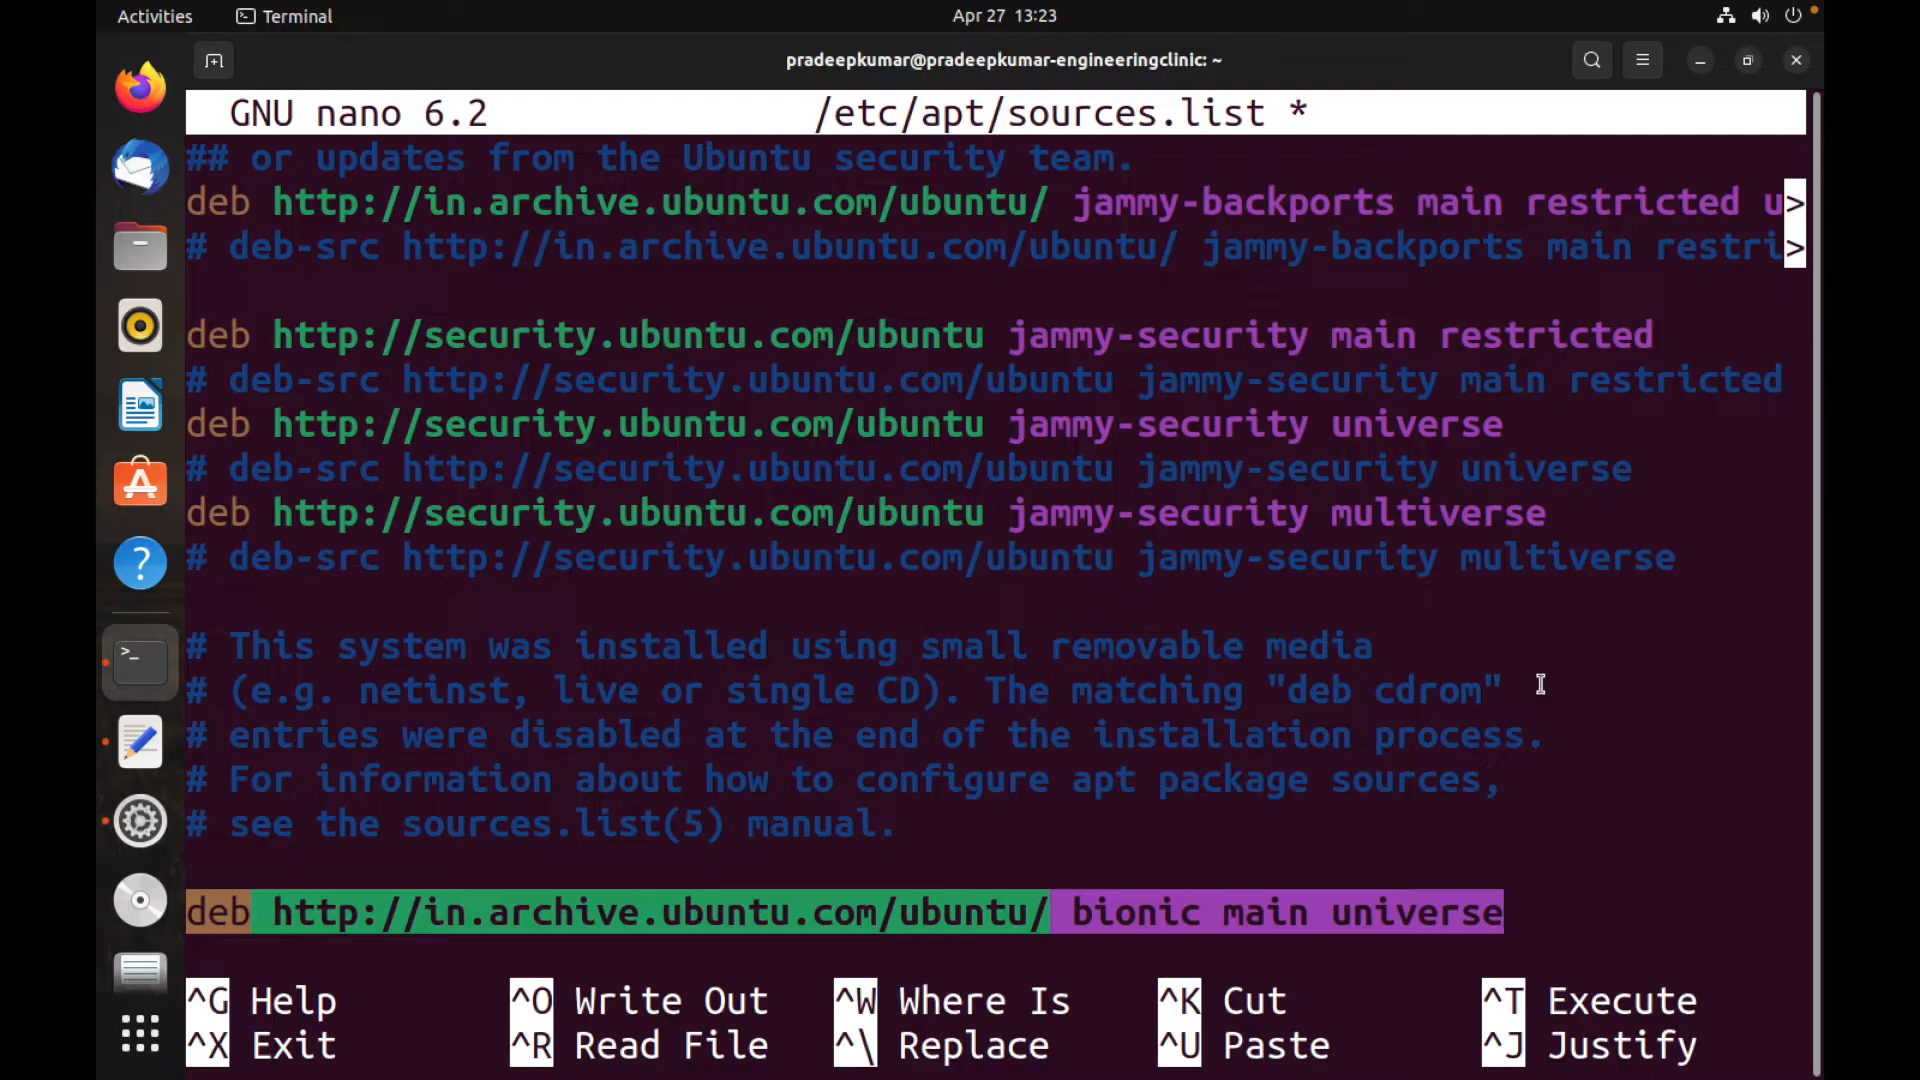 Activities Terminal Apr 27 13:23
pradeepkumar@pradeepkumar-engineeringclinic: ~
GNU nano 6.2 /etc/apt/sources.list *
## or updates from the Ubuntu security team.
deb http://in.archive.ubuntu.com/ubuntu/ jammy-backports main restricted u>
# deb-src http://in.archive.ubuntu.com/ubuntu/ jammy-backports main restri>
deb http://security.ubuntu.com/ubuntu jammy-security main restricted
# deb-src http://security.ubuntu.com/ubuntu jammy-security main restricted
deb http://security.ubuntu.com/ubuntu jammy-security universe
# deb-src http://security.ubuntu.com/ubuntu jammy-security universe
deb http://security.ubuntu.com/ubuntu jammy-security multiverse
# deb-src http://security.ubuntu.com/ubuntu jammy-security multiverse
# This system was installed using small removable media
# (e.g. netinst, live or single CD). The matching "deb cdrom"
# entries were disabled at the end of the installation process.
# For information about how to configure apt package sources,
# see the sources.list(5) manual.
deb http://in.archive.ubuntu.com/ubuntu/ bionic main universe
^G Help ^O Write Out ^W Where Is ^K Cut ^T Execute
^X Exit ^R Read File ^\ Replace ^U Paste ^J Justify